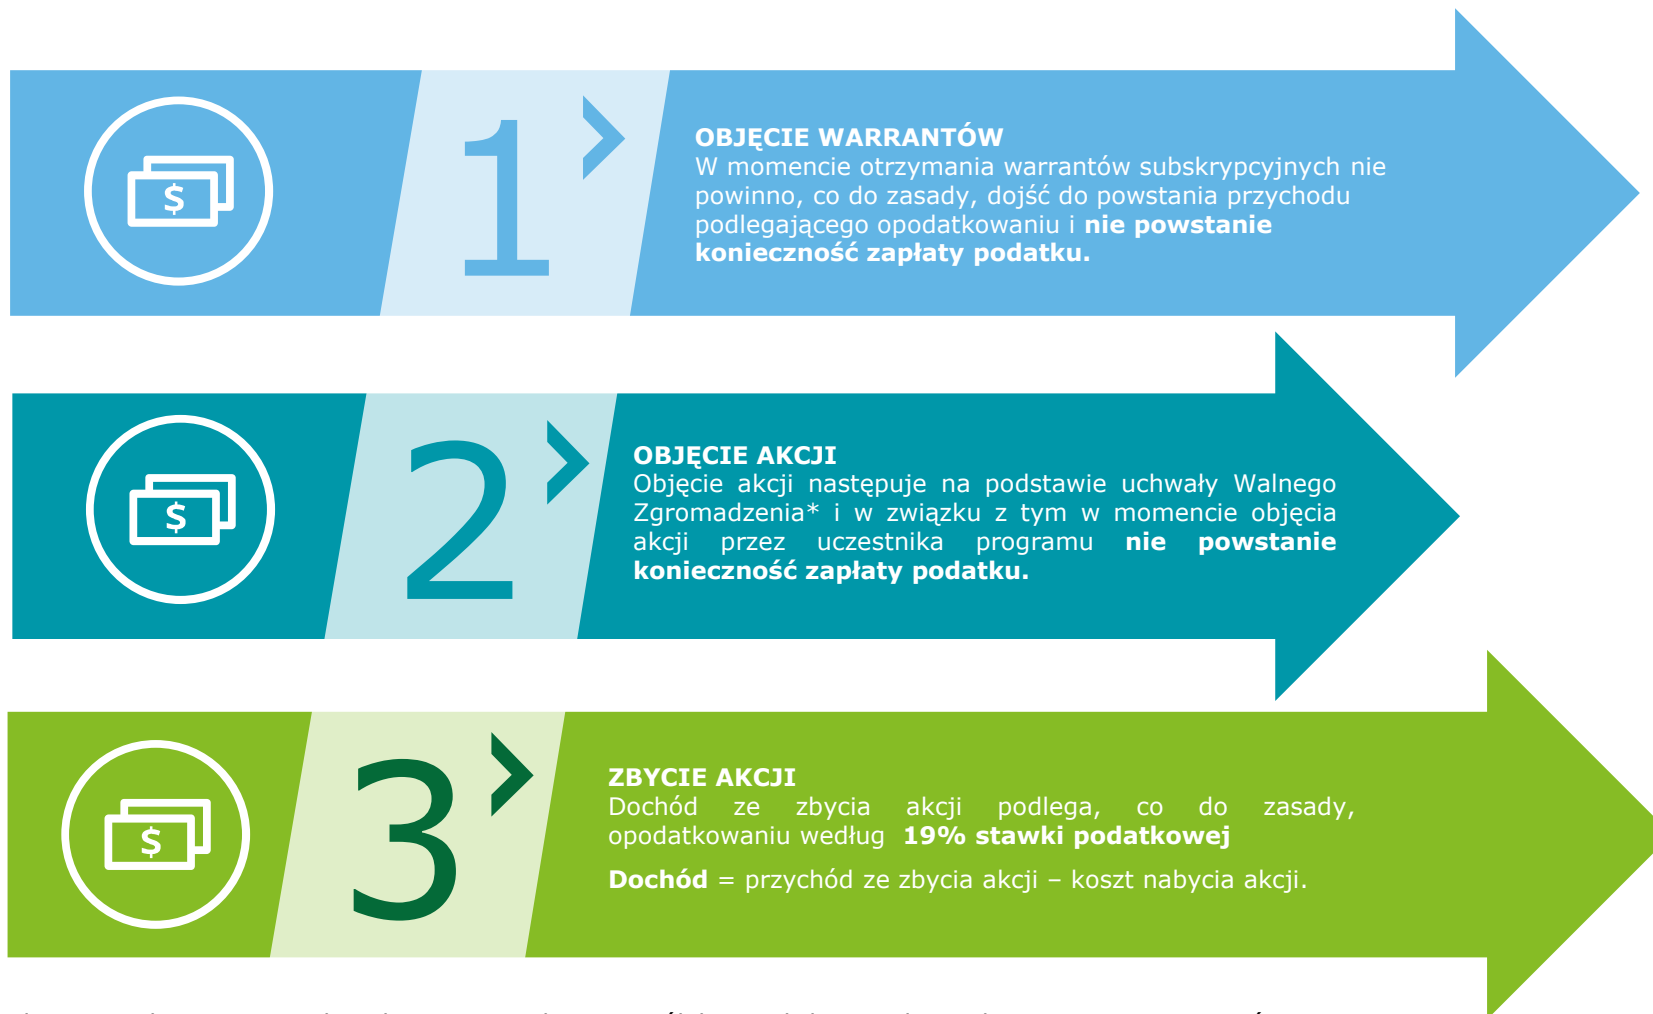 1
OBJĘCIE WARRANTÓW
W momencie otrzymania warrantów subskrypcyjnych nie
powinno, co do zasady, dojść do powstania przychodu
podlegającego opodatkowaniu i nie powstanie
konieczność zapłaty podatku.
2
OBJĘCIE AKCJI
Objęcie akcji następuje na podstawie uchwały Walnego
Zgromadzenia* i w związku z tym w momencie objęcia
akcji przez uczestnika programu nie powstanie
konieczność zapłaty podatku.
3
ZBYCIE AKCJI
Dochód ze zbycia akcji podlega, co do zasady,
opodatkowaniu według 19% stawki podatkowej
Dochód = przychód ze zbycia akcji – koszt nabycia akcji.
$
$
$